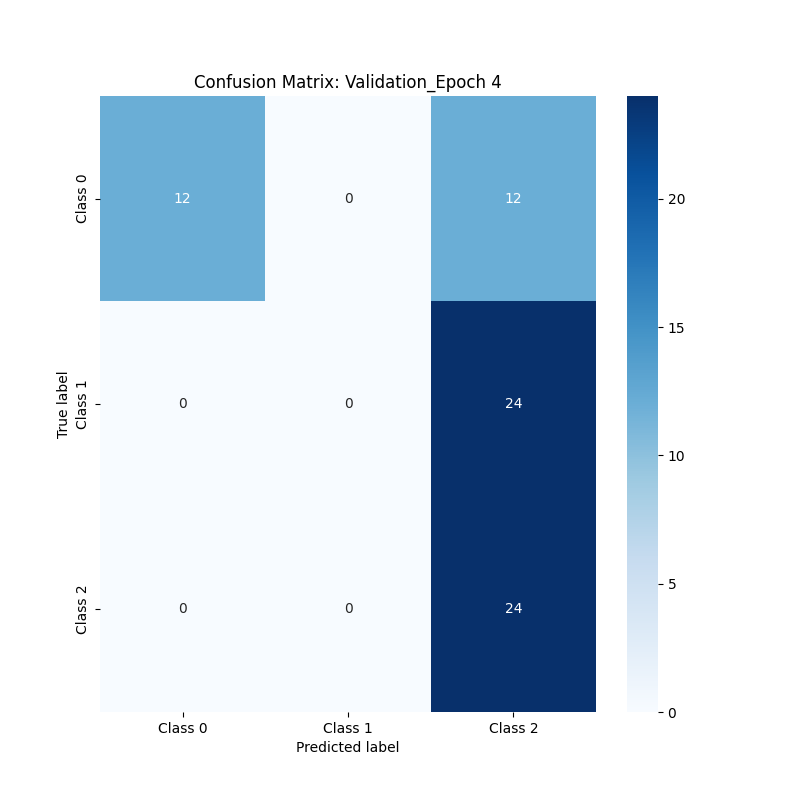 Confusion Matrix: Validation_Epoch 4
True label
Class 0
Class 1
Class 2
12 0 12
0 0 24
0 0 24
Class 0 Class 1 Class 2
Predicted label
20
15
10
5
0